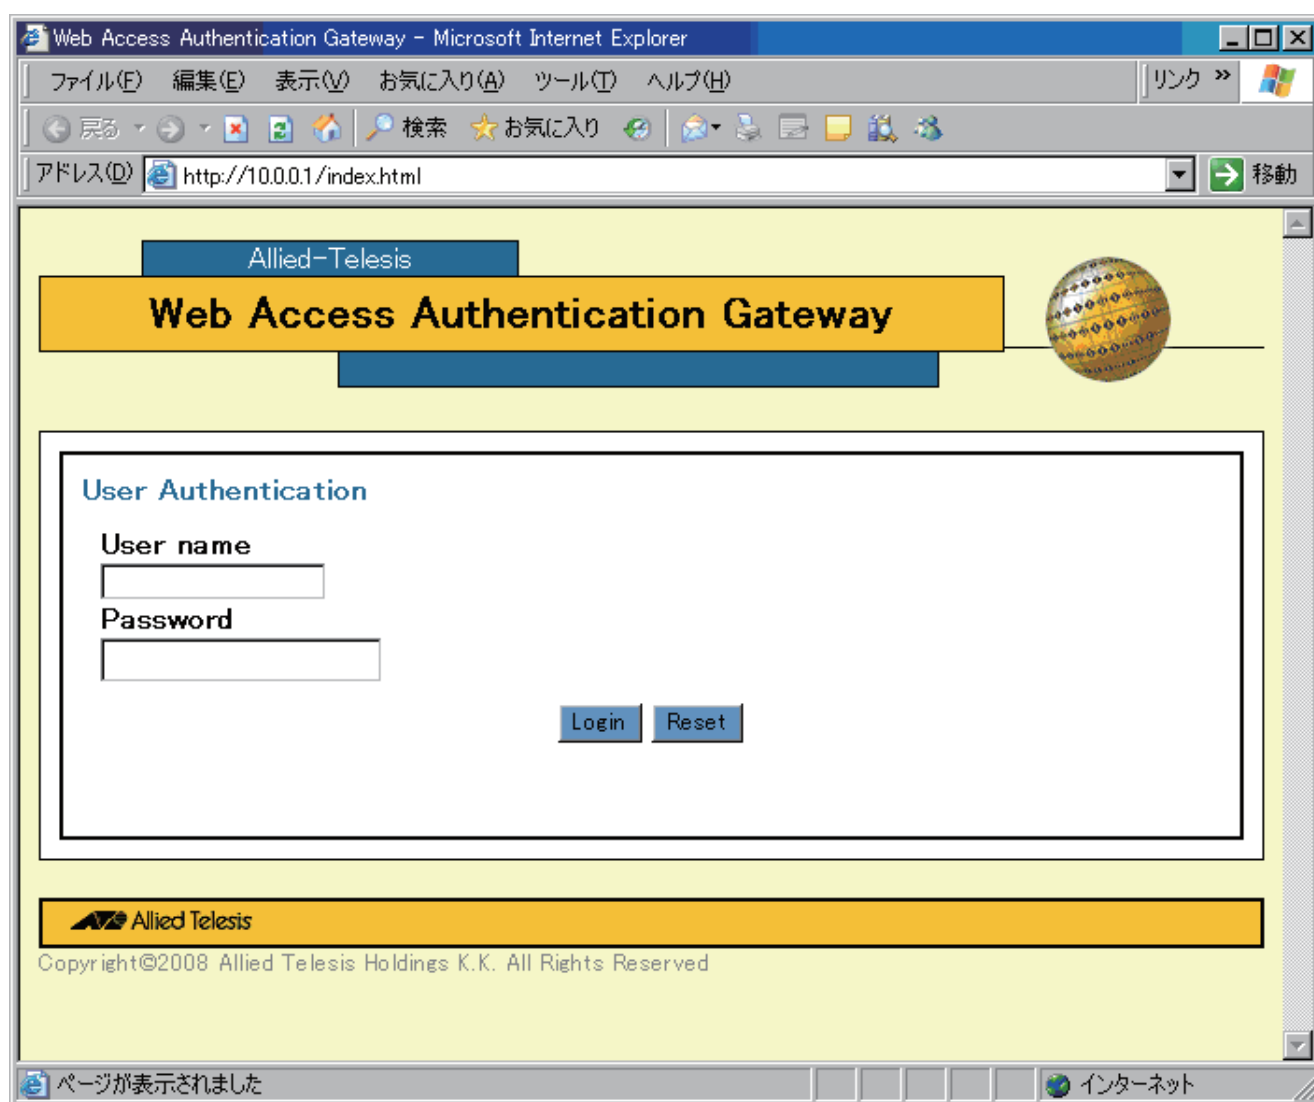 Web Access Authentication Gateway - Microsoft Internet Explorer
ファイル(F) 編集(E) 表示(V) お気に入り(A) ツール(T) ヘルプ(H) リンク »
戻る 検索 お気に入り
アドレス(D) http://10.0.0.1/index.html 移動
Allied-Telesis
Web Access Authentication Gateway
User Authentication
User name
Password
Login Reset
Allied Telesis
Copyright©2008 Allied Telesis Holdings K.K. All Rights Reserved
ページが表示されました インターネット